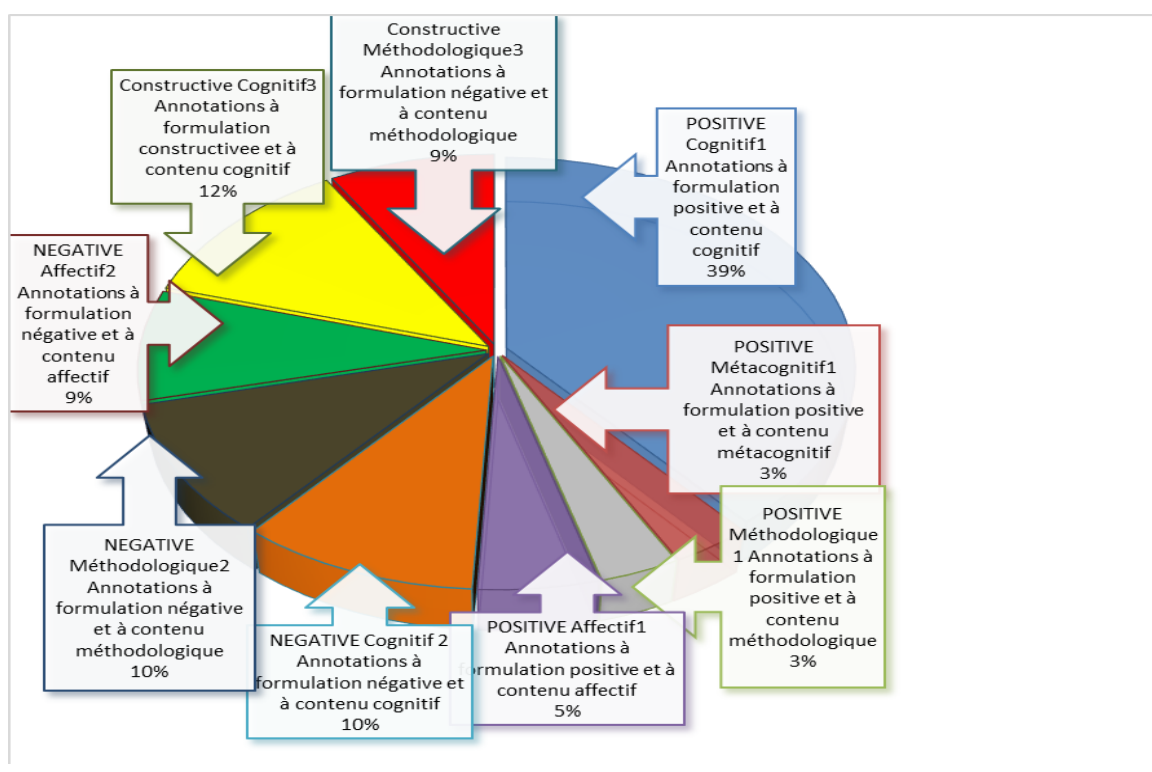 Constructive
Méthodologique3
Annotations à
formulation négative et
à contenu
méthodologique
9%
Constructive Cognitif3
Annotations à
formulation
constructivee et à
contenu cognitif
12%
POSITIVE
Cognitif1
Annotations à
formulation
positive et à
contenu
cognitif
39%
NEGATIVE
Affectif2
Annotations à
formulation
négative et à
contenu
affectif
9%
POSITIVE
Métacognitif1
Annotations à
formulation positive
et à contenu
métacognitif
3%
POSITIVE
Méthodologique
1 Annotations à
formulation
positive et à
contenu
méthodologique
3%
NEGATIVE
Méthodologique2
Annotations à
formulation négative
et à contenu
méthodologique
10%
NEGATIVE Cognitif 2
Annotations à
formulation négative et
à contenu cognitif
10%
POSITIVE Affectif1
Annotations à
formulation positive et à
contenu affectif
5%